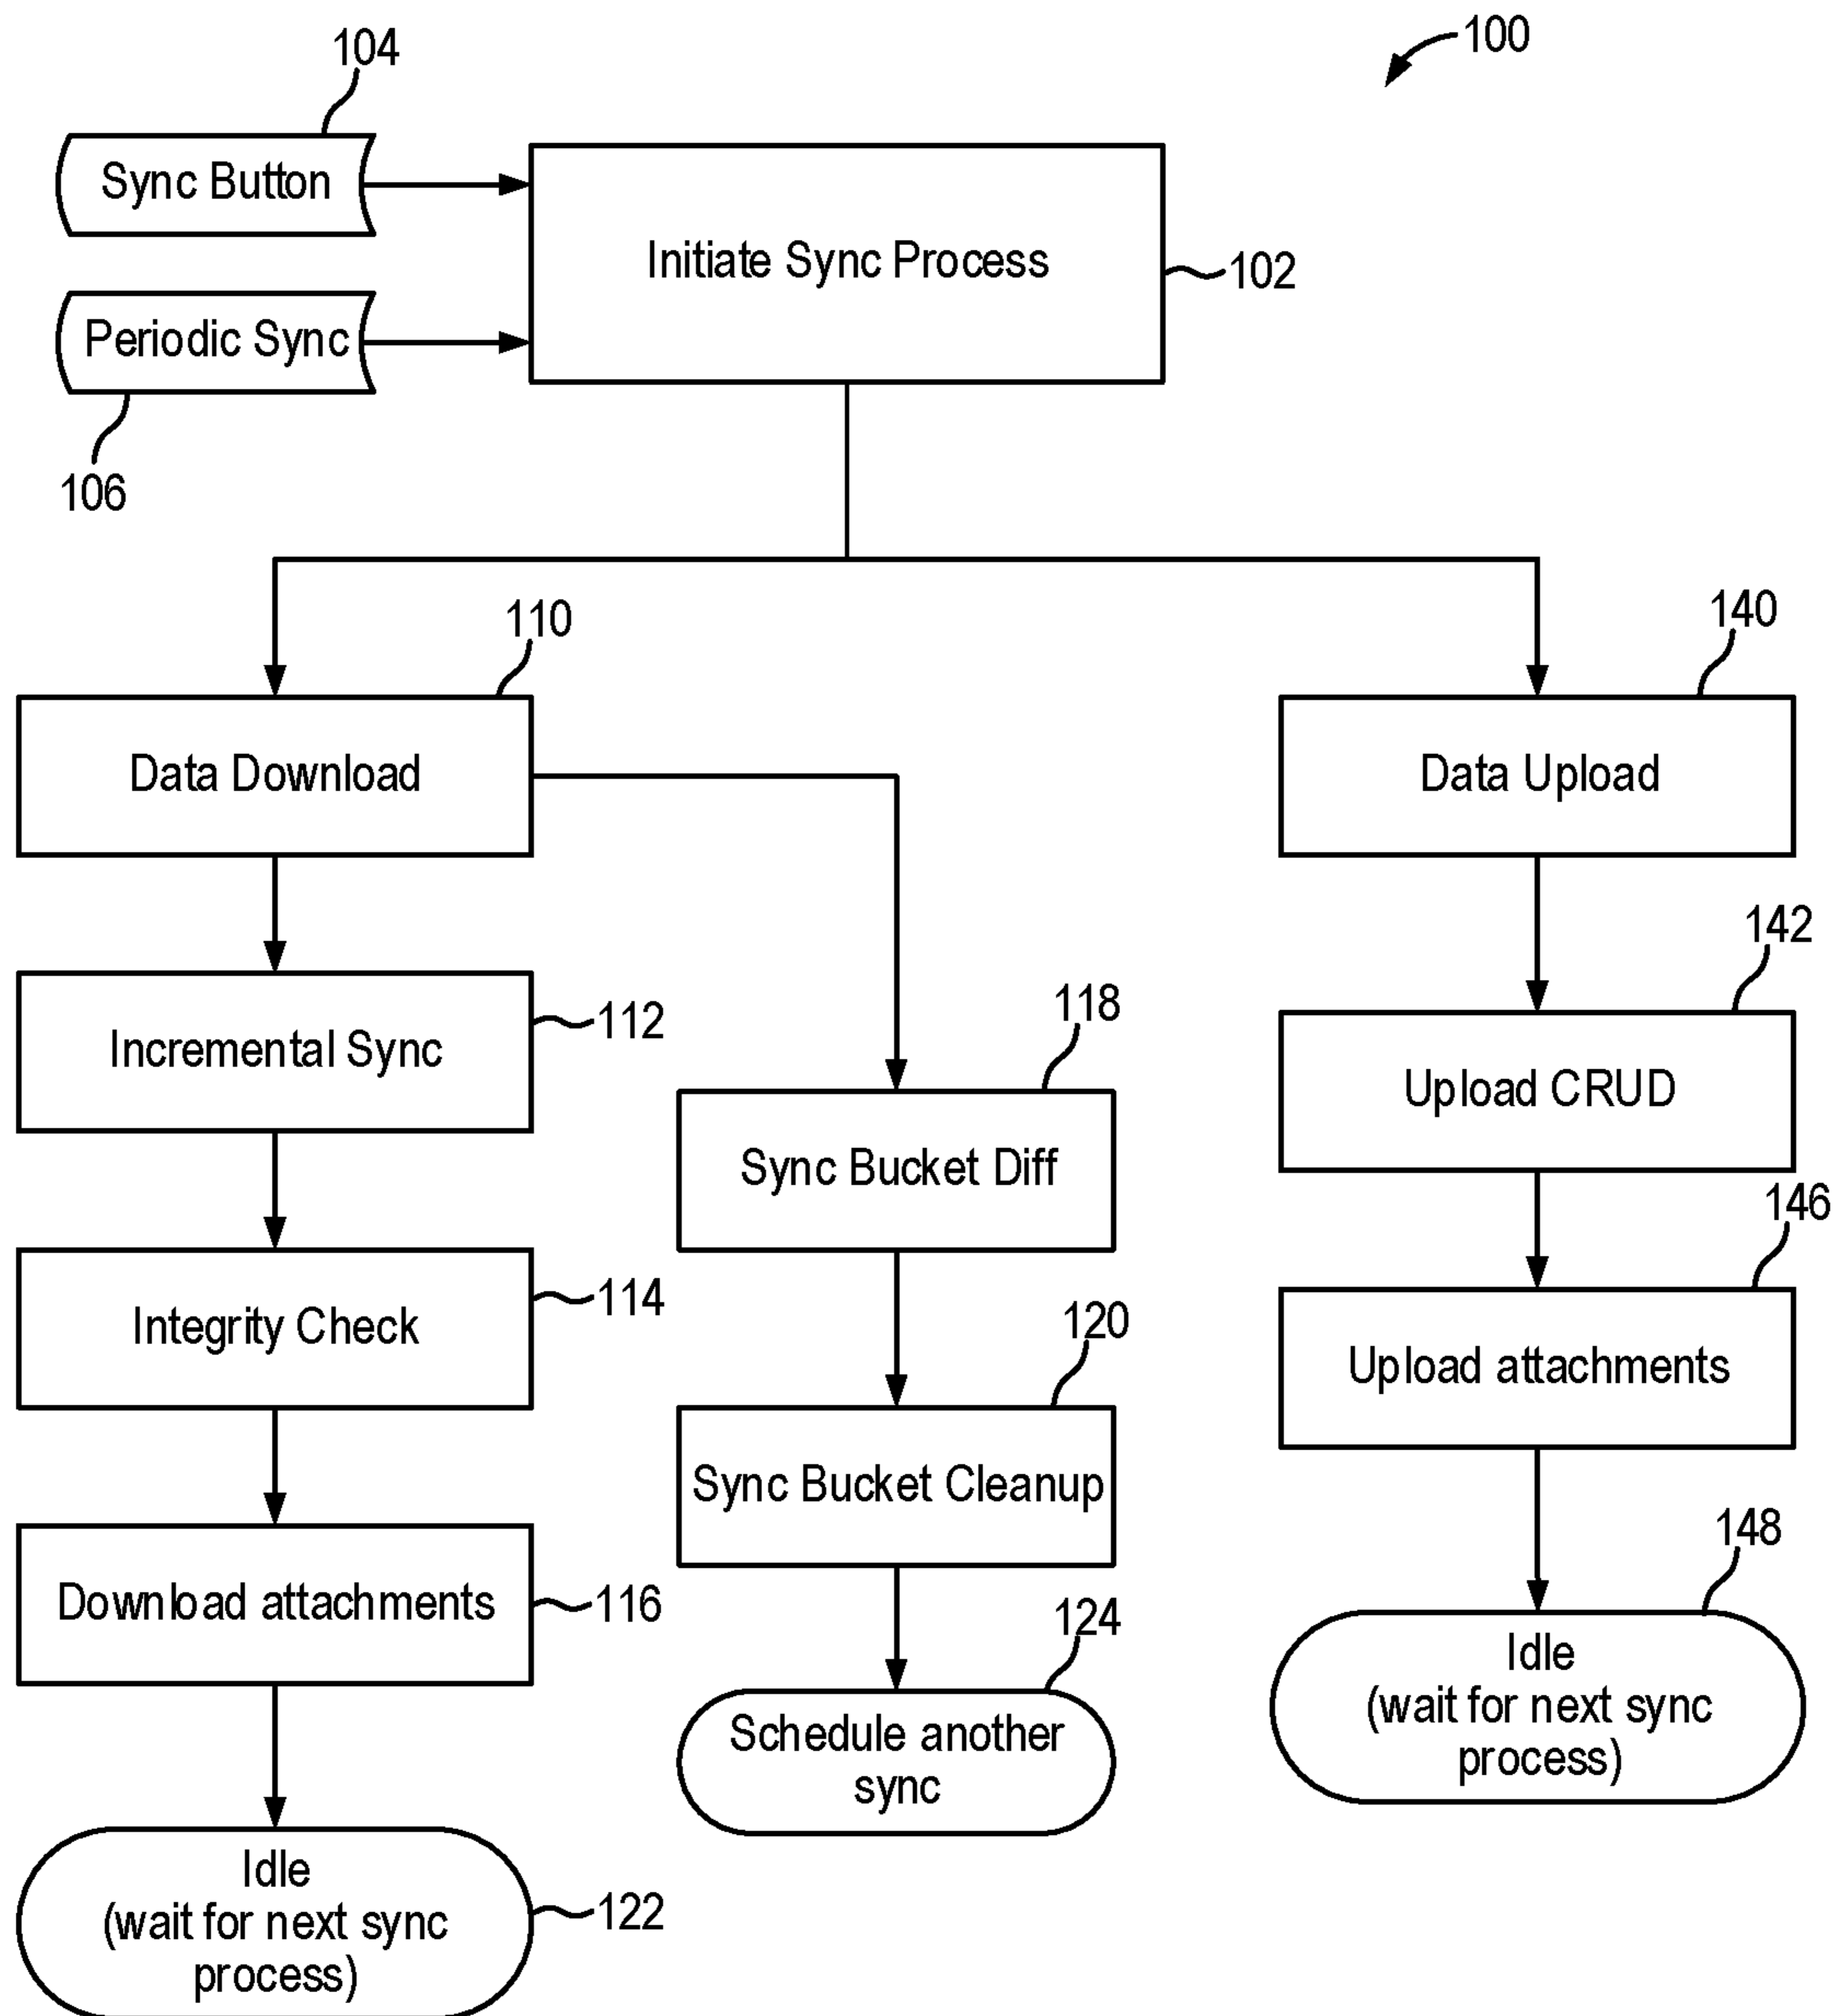 100
104
Sync Button
Initiate Sync Process
102
Periodic Sync
106
110
140
Data Download
Data Upload
142
Incremental Sync
112
118
Upload CRUD
Sync Bucket Diff
146
Integrity Check
114
120
Upload attachments
Sync Bucket Cleanup
148
Download attachments
116
124
Idle
(wait for next sync
process)
Schedule another
sync
Idle
(wait for next sync
process)
122